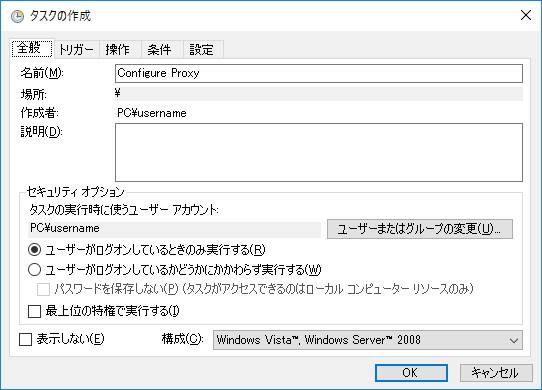 タスクの作成
全般 トリガー 操作 条件 設定
名前(M): Configure Proxy
場所: ¥
作成者: PC¥username
説明(D):
セキュリティ オプション
タスクの実行時に使うユーザー アカウント:
PC¥username ユーザーまたはグループの変更(U)...
ユーザーがログオンしているときのみ実行する(R)
ユーザーがログオンしているかどうかにかかわらず実行する(W)
パスワードを保存しない(P) (タスクがアクセスできるのはローカル コンピューター リソースのみ)
最上位の特権で実行する(I)
表示しない(E) 構成(C): Windows Vista™, Windows Server™ 2008
OK キャンセル